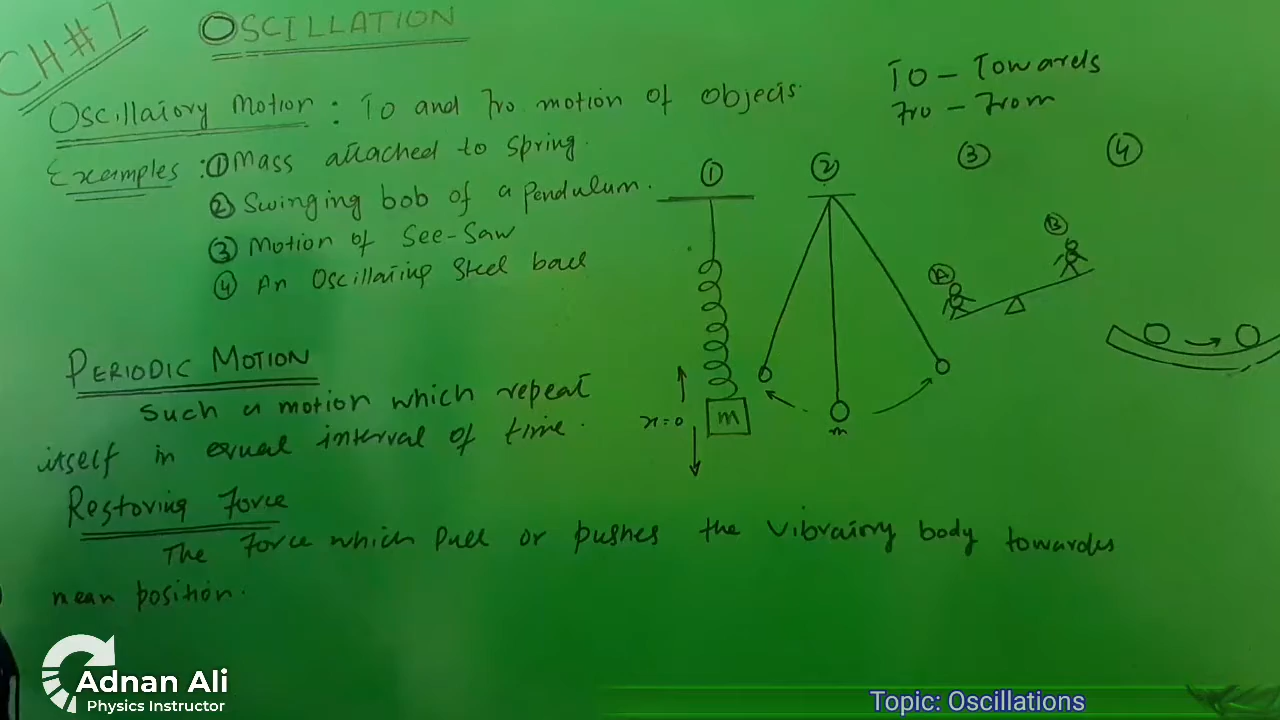 CH#7
OSCILLATION
Oscillatory Motion : To and Fro motion of objects.
To - Towards
Fro - From
Examples : ① Mass attached to spring.
② Swinging bob of a pendulum.
③ Motion of See-Saw
④ An Oscillating Steel ball
① ② ③ ④
A B
PERIODIC MOTION
Such a motion which repeat
itself in equal interval of time.
x=0
m
m
Restoring Force
The Force which Pull or pushes the vibrating body towards
mean position.
Adnan Ali
Physics Instructor
Topic: Oscillations